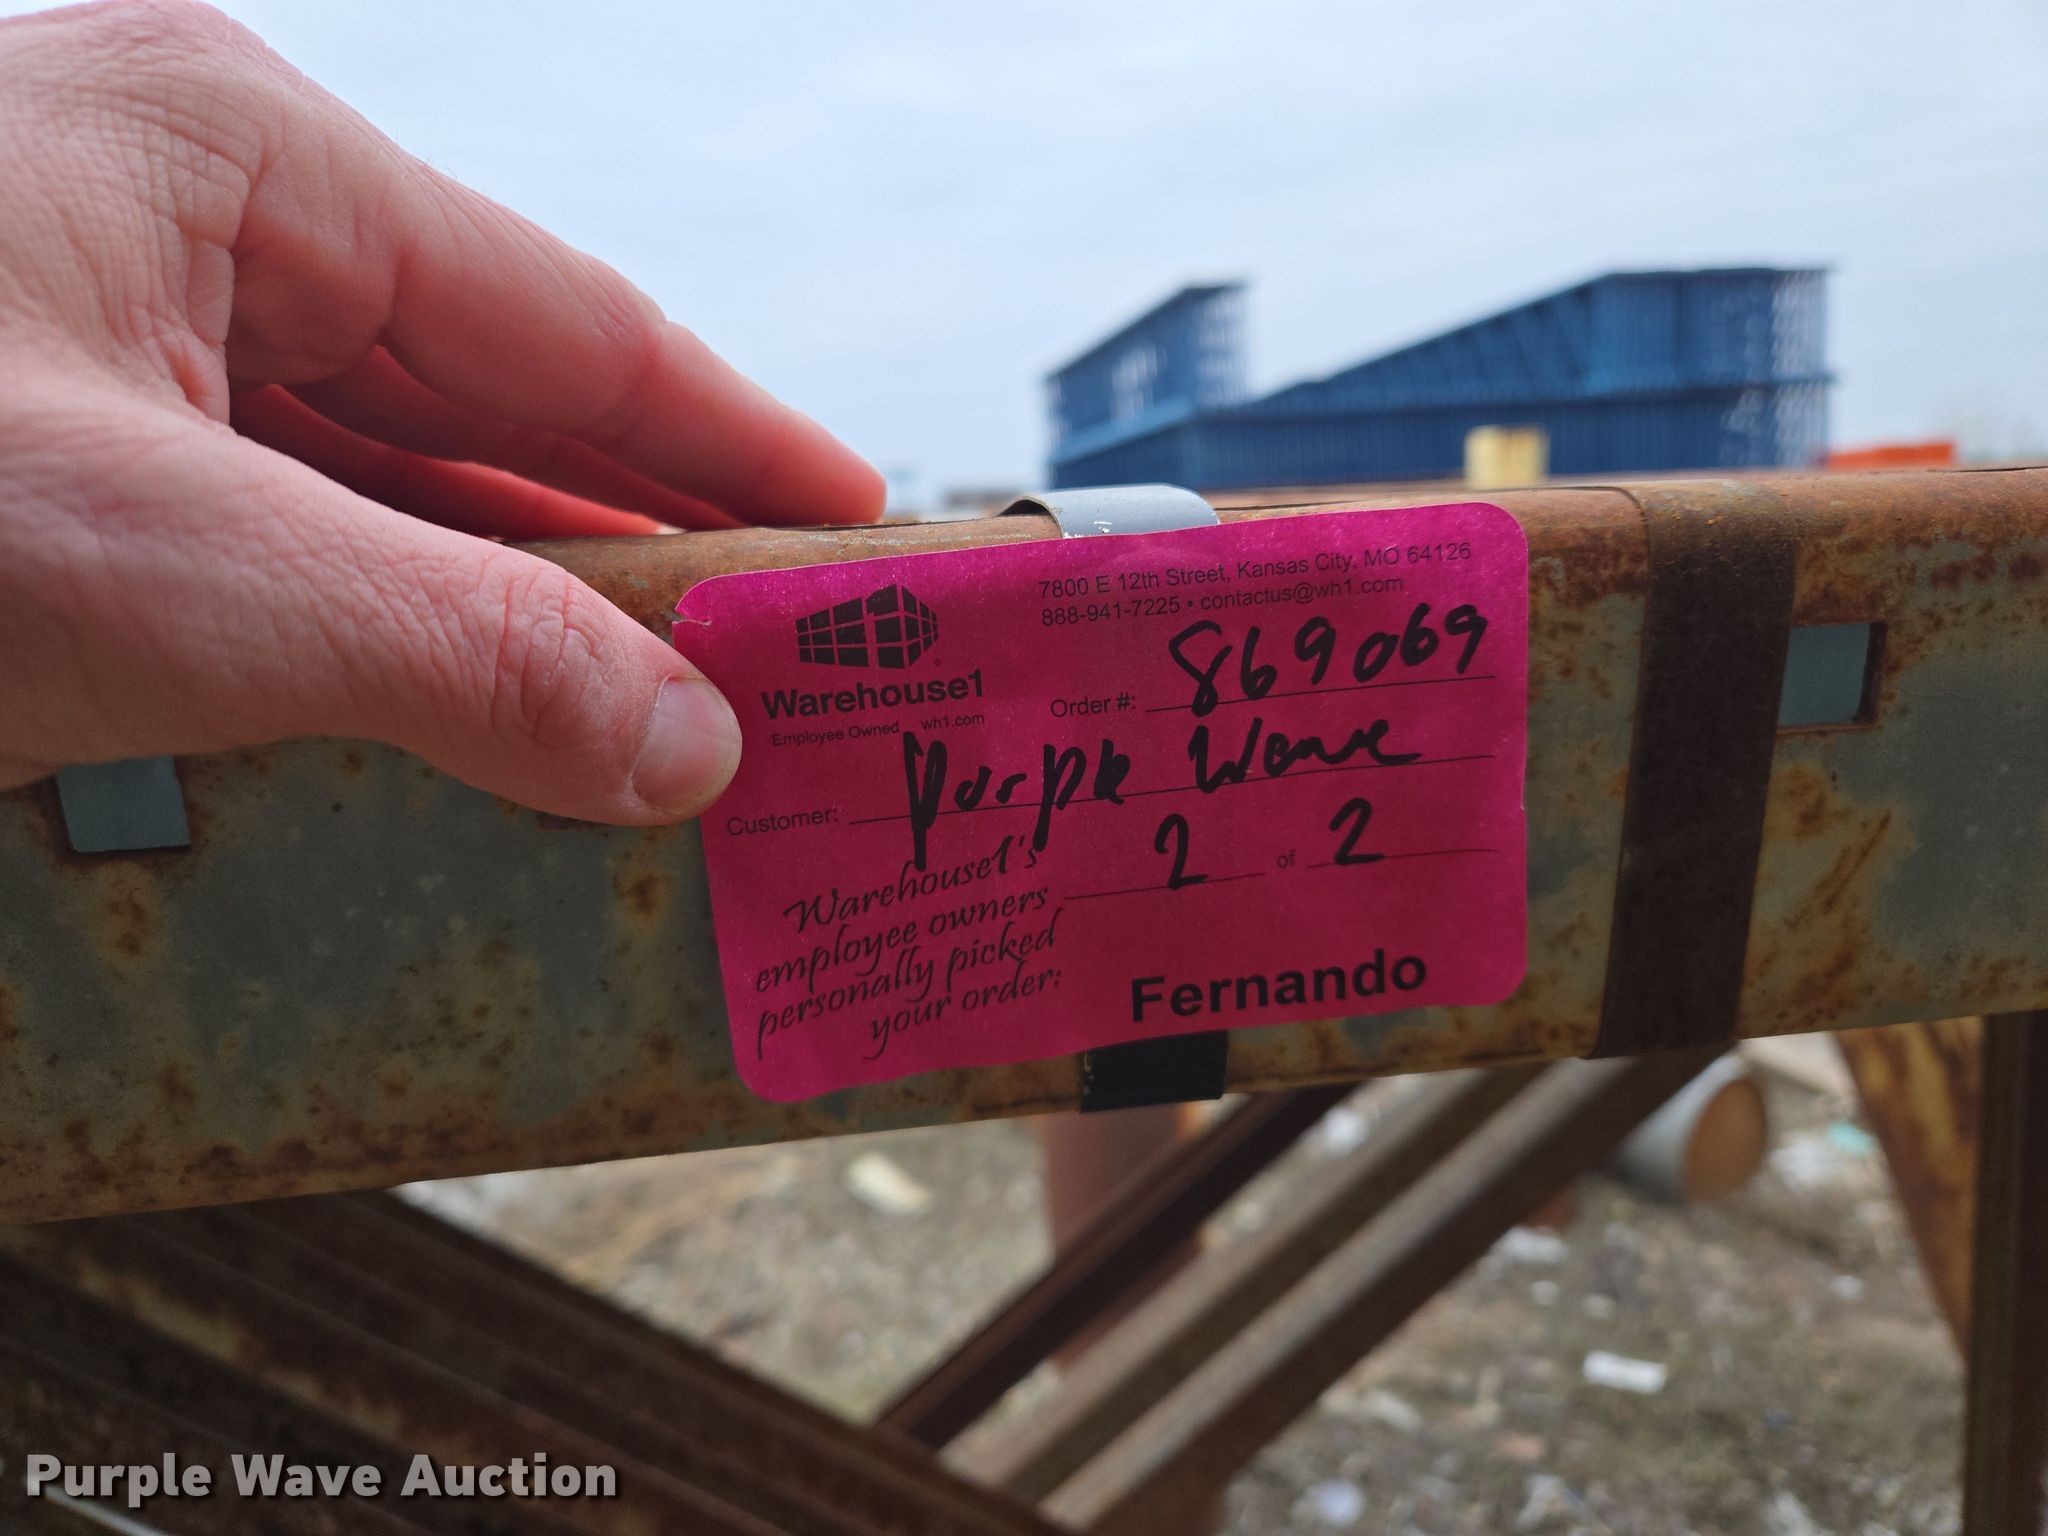 7800 E 12th Street, Kansas City, MO 64126
888-941-7225 • contactus@wh1.com
Warehouse1
Employee Owned wh1.com
Order #: 869069
Customer: Purple Wave
2 of 2
Warehouse1's
employee owners
personally picked
your order:
Fernando
Purple Wave Auction